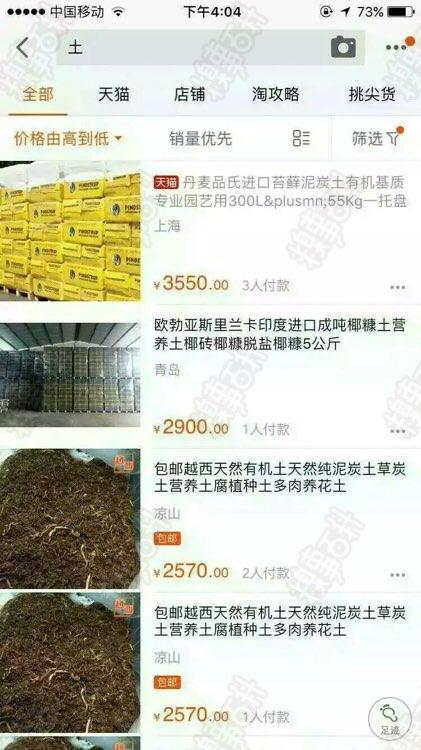 中国移动
下午4:04
73%
土
全部
天猫
店铺
淘攻略
挑尖货
价格由高到低
销量优先
筛选
天猫 丹麦品氏进口苔藓泥炭土有机基质
专业园艺用300L&plusmn;55Kg一托盘
上海
¥3550.00
3人付款
欧勃亚斯里兰卡印度进口成吨椰糠土营
养土椰砖椰糠脱盐椰糠5公斤
青岛
¥2900.00
1人付款
包邮越西天然有机土天然纯泥炭土草炭
土营养土腐植种土多肉养花土
凉山
包邮
¥2570.00
2人付款
包邮越西天然有机土天然纯泥炭土草炭
土营养土腐植种土多肉养花土
凉山
包邮
¥2570.00
1人付款
足迹